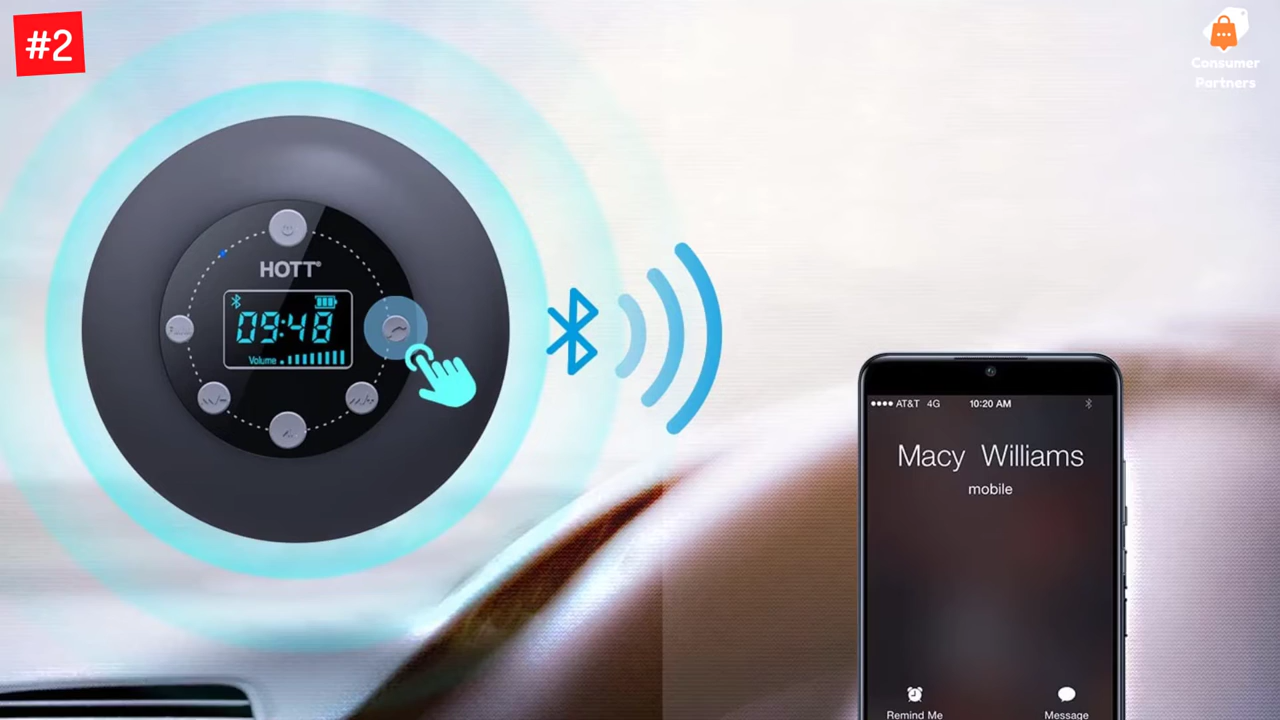 #2
Consumer
Partners
HOTT®
09:48
Volume
AT&T 4G 10:20 AM
Macy Williams
mobile
Remind Me
Message